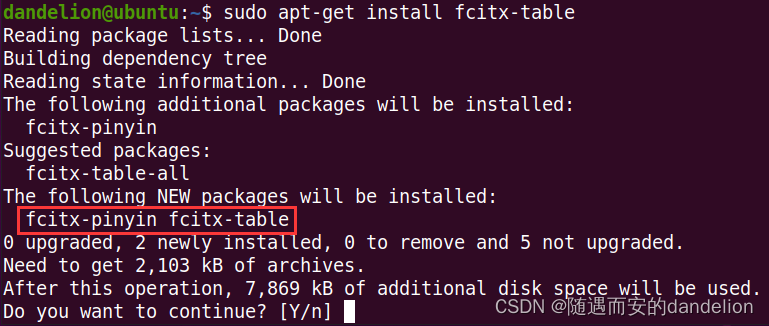 dandelion@ubuntu:~$ sudo apt-get install fcitx-table
Reading package lists... Done
Building dependency tree
Reading state information... Done
The following additional packages will be installed:
  fcitx-pinyin
Suggested packages:
  fcitx-table-all
The following NEW packages will be installed:
  fcitx-pinyin fcitx-table
0 upgraded, 2 newly installed, 0 to remove and 5 not upgraded.
Need to get 2,103 kB of archives.
After this operation, 7,869 kB of additional disk space will be used.
Do you want to continue? [Y/n]
CSDN @随遇而安的dandelion